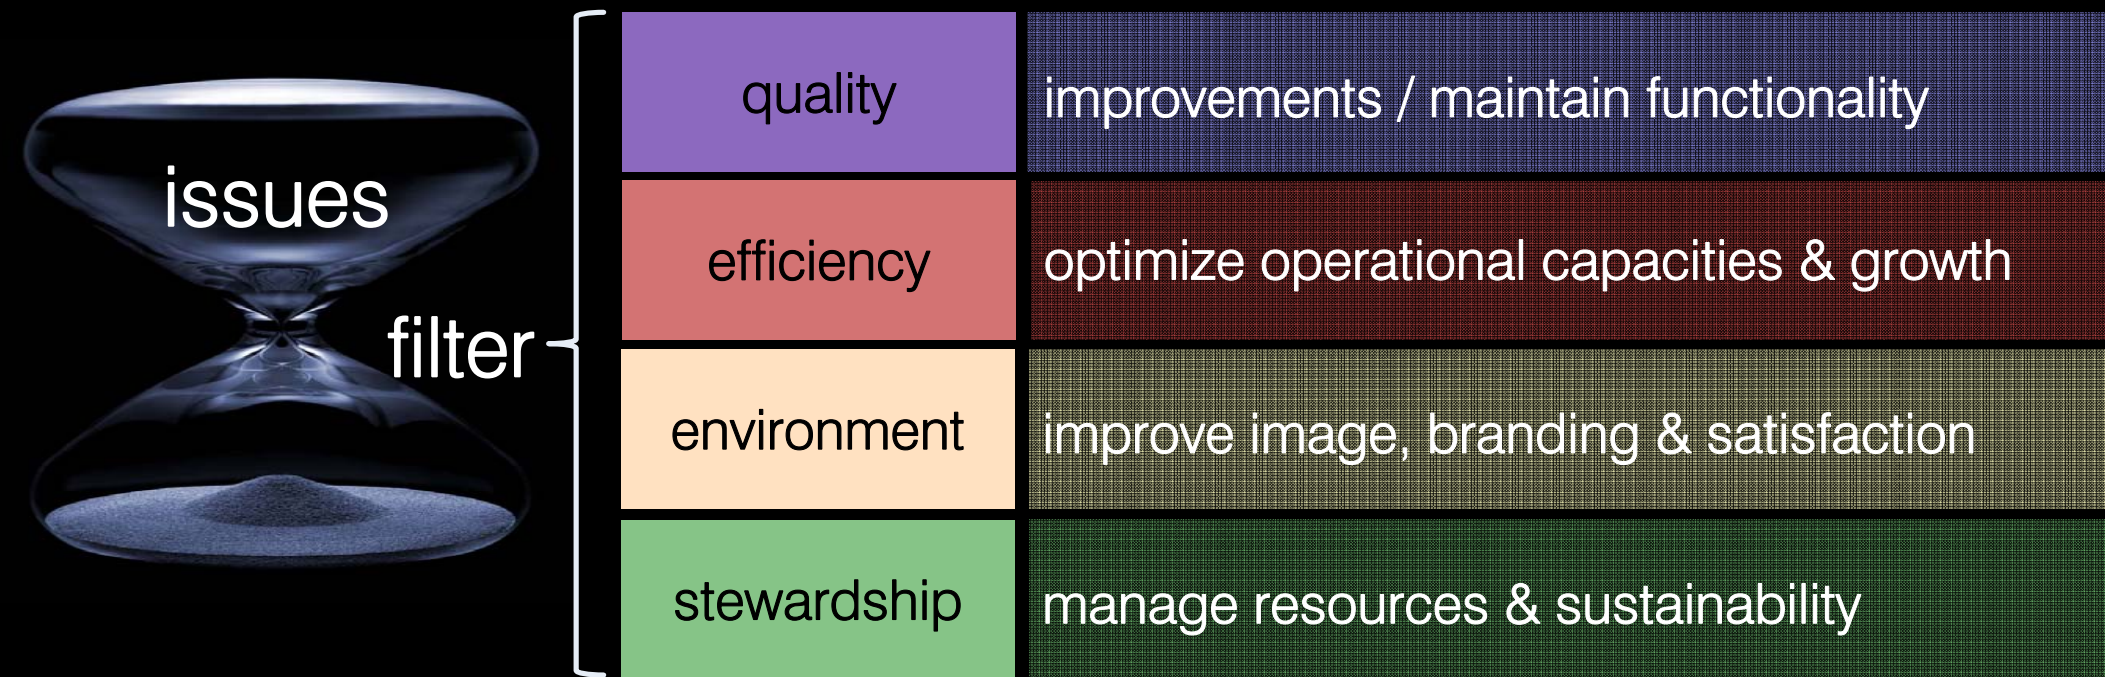 issues
filter
quality
improvements / maintain functionality
efficiency
optimize operational capacities & growth
environment
improve image, branding & satisfaction
stewardship
manage resources & sustainability